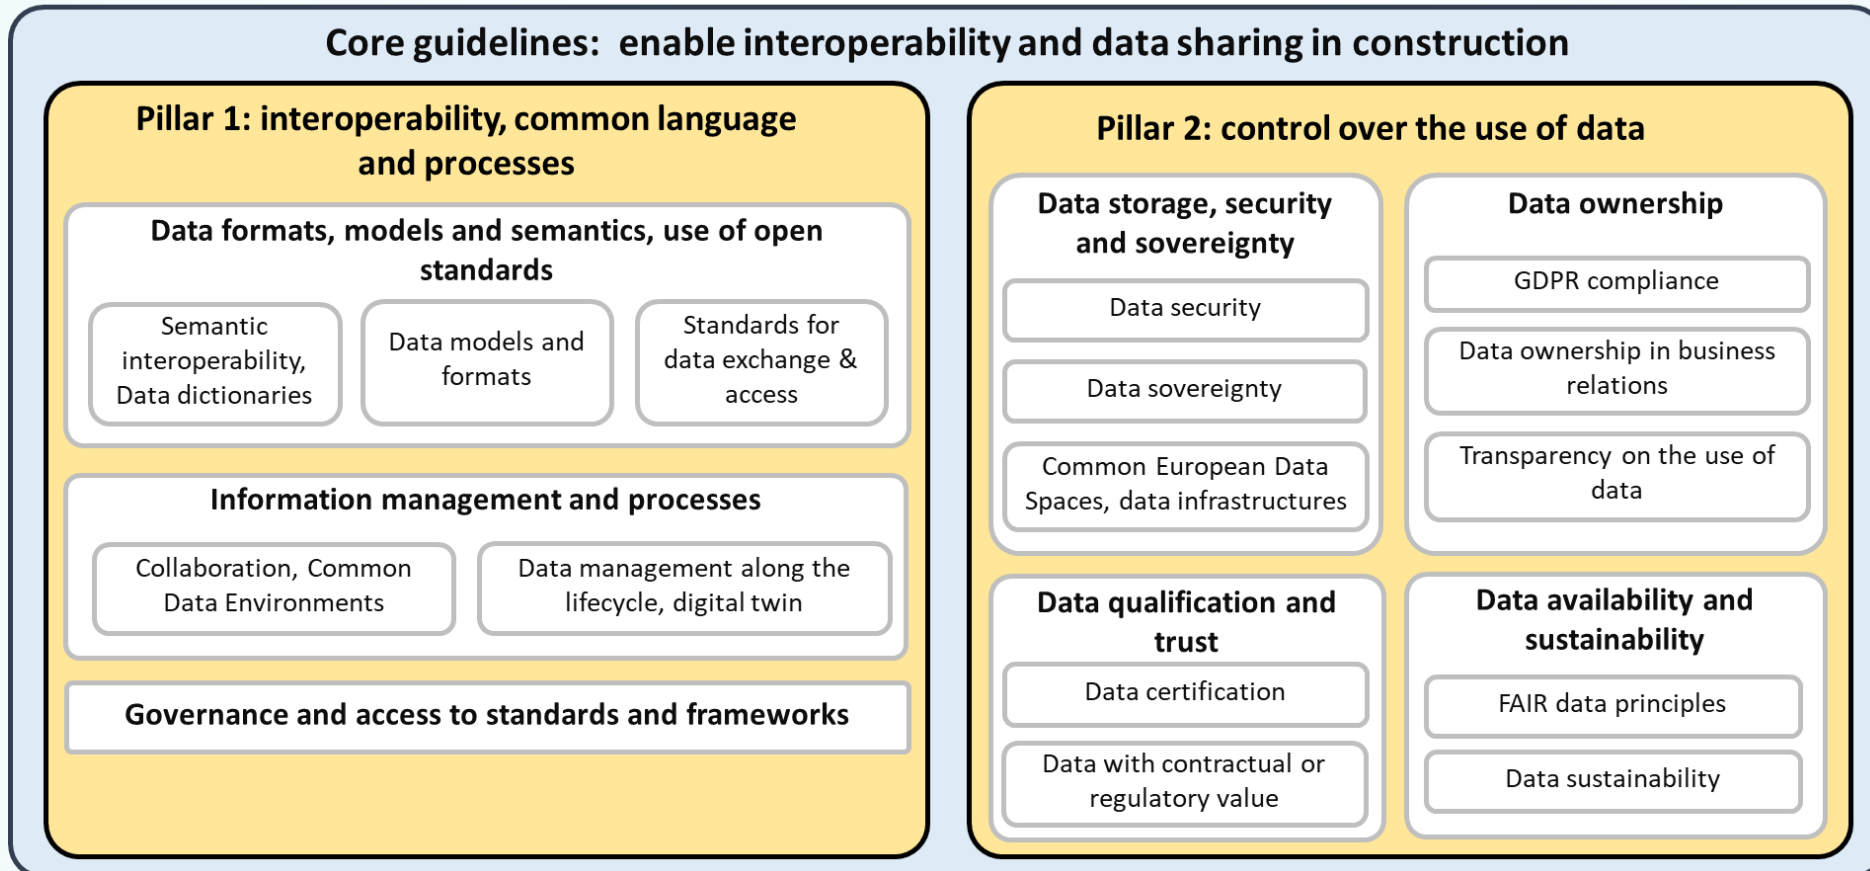 Core guidelines: enable interoperability and data sharing in construction
Pillar 1: interoperability, common language
and processes
Data formats, models and semantics, use of open
standards
Semantic
interoperability,
Data dictionaries
Data models and
formats
Standards for
data exchange &
access
Information management and processes
Collaboration, Common
Data Environments
Data management along the
lifecycle, digital twin
Governance and access to standards and frameworks
Pillar 2: control over the use of data
Data storage, security
and sovereignty
Data security
Data sovereignty
Common European Data
Spaces, data infrastructures
Data ownership
GDPR compliance
Data ownership in business
relations
Transparency on the use of
data
Data qualification and
trust
Data certification
Data with contractual or
regulatory value
Data availability and
sustainability
FAIR data principles
Data sustainability